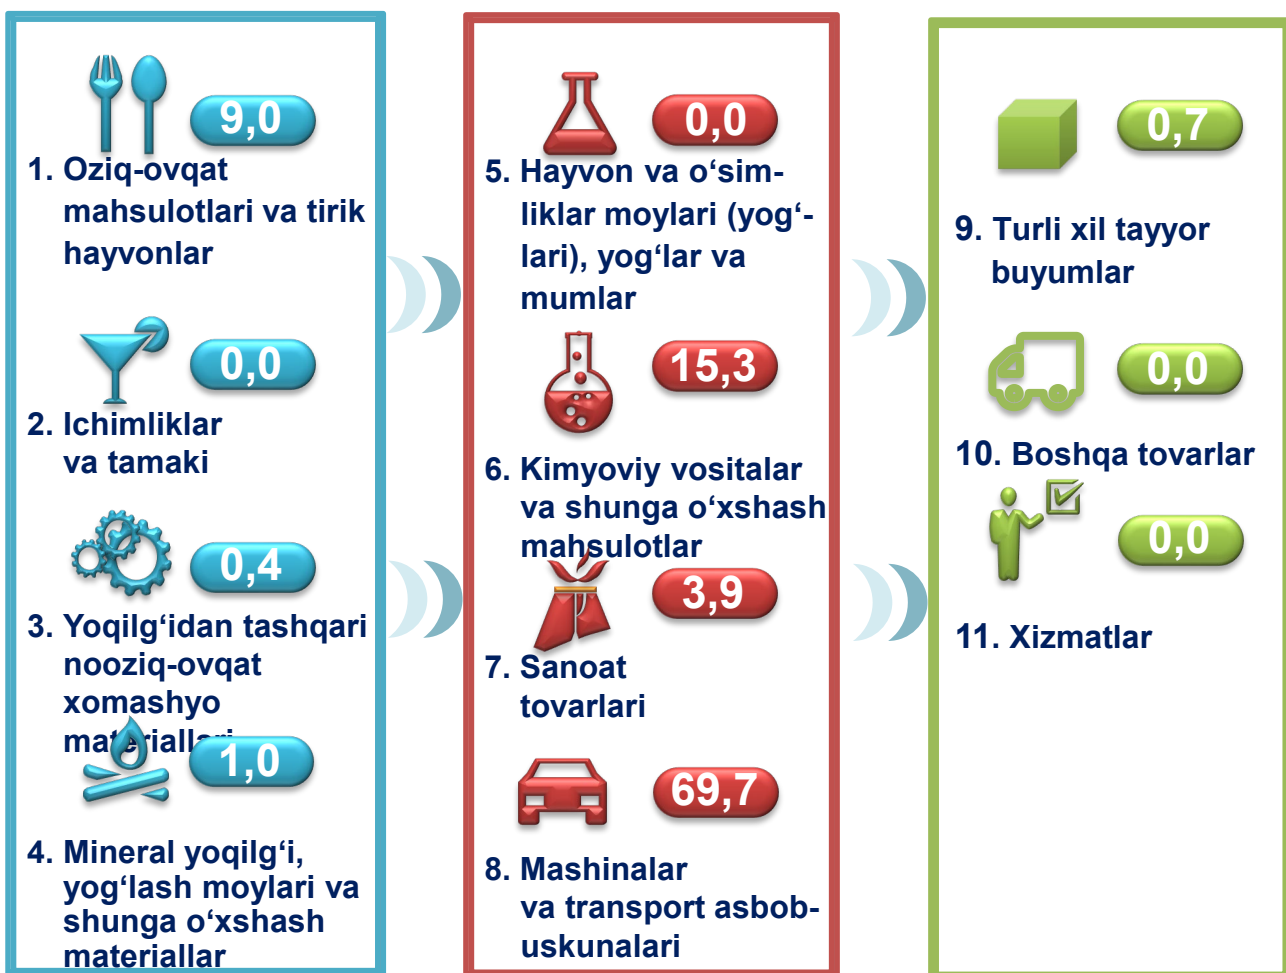 9,0
1. Oziq-ovqat
mahsulotlari va tirik
hayvonlar
0,0
2. Ichimliklar
va tamaki
0,4
3. Yoqilg‘idan tashqari
nooziq-ovqat
xomashyo
materiallari
1,0
4. Mineral yoqilg‘i,
yog‘lash moylari va
shunga o‘xshash
materiallar
0,0
5. Hayvon va o‘sim-
liklar moylari (yog‘-
lari), yog‘lar va
mumlar
15,3
6. Kimyoviy vositalar
va shunga o‘xshash
mahsulotlar
3,9
7. Sanoat
tovarlari
69,7
8. Mashinalar
va transport asbob-
uskunalari
0,7
9. Turli xil tayyor
buyumlar
0,0
10. Boshqa tovarlar
0,0
11. Xizmatlar